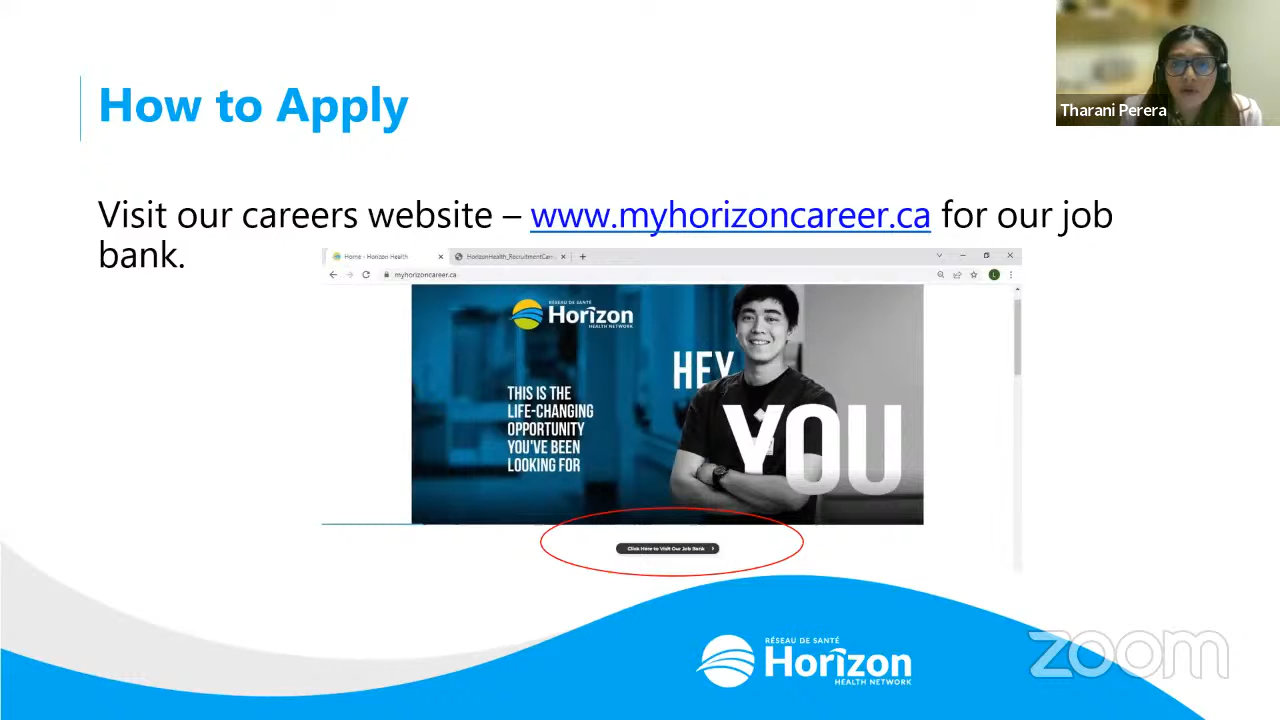 How to Apply
Tharani Perera
Visit our careers website – www.myhorizoncareer.ca for our job
bank.
Home - Horizon Health
HorizonHealth_RecruitmentCam
myhorizoncareer.ca
L
RÉSEAU DE SANTÉ
Horizon
HEALTH NETWORK
HEY
YOU
THIS IS THE
LIFE-CHANGING
OPPORTUNITY
YOU'VE BEEN
LOOKING FOR
Click Here to Visit Our Job Bank
RÉSEAU DE SANTÉ
Horizon
HEALTH NETWORK
zoom